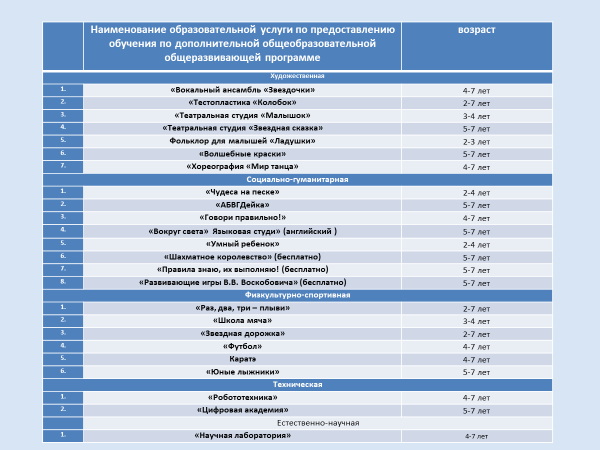 Наименование образовательной услуги по предоставлению возраст
обучения по дополнительной общеобразовательной
общеразвивающей программе
Художественная
1. «Вокальный ансамбль «Звездочки» 4-7 лет
2. «Тестопластика «Колобок» 2-7 лет
3. «Театральная студия «Малышок» 3-4 лет
4. «Театральная студия «Звездная сказка» 5-7 лет
5. Фольклор для малышей «Ладушки» 2-3 лет
6. «Волшебные краски» 5-7 лет
7. «Хореография «Мир танца» 4-7 лет
Социально-гуманитарная
1. «Чудеса на песке» 2-4 лет
2. «АБВГДейка» 5-7 лет
3. «Говори правильно!» 4-7 лет
4. «Вокруг света» Языковая студи» (английский ) 5-7 лет
5. «Умный ребенок» 2-4 лет
6. «Шахматное королевство» (бесплатно) 5-7 лет
7. «Правила знаю, их выполняю! (бесплатно) 5-7 лет
8. «Развивающие игры В.В. Воскобовича» (бесплатно) 5-7 лет
Физкультурно-спортивная
1. «Раз, два, три – плыви» 2-7 лет
2. «Школа мяча» 3-4 лет
3. «Звездная дорожка» 2-7 лет
4. «Футбол» 4-7 лет
5. Каратэ 4-7 лет
6. «Юные лыжники» 5-7 лет
Техническая
1. «Робототехника» 4-7 лет
2. «Цифровая академия» 5-7 лет
Естественно-научная
1. «Научная лаборатория» 4-7 лет